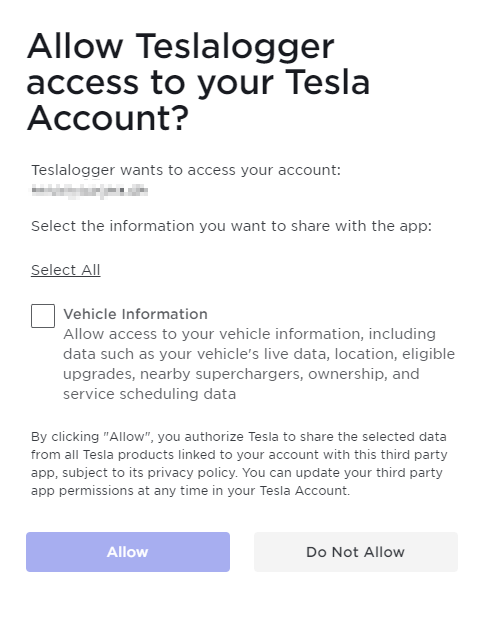 Allow Teslalogger
access to your Tesla
Account?
Teslalogger wants to access your account:
Select the information you want to share with the app:
Select All
Vehicle Information
Allow access to your vehicle information, including
data such as your vehicle's live data, location, eligible
upgrades, nearby superchargers, ownership, and
service scheduling data
By clicking "Allow", you authorize Tesla to share the selected data
from all Tesla products linked to your account with this third party
app, subject to its privacy policy. You can update your third party
app permissions at any time in your Tesla Account.
Allow
Do Not Allow